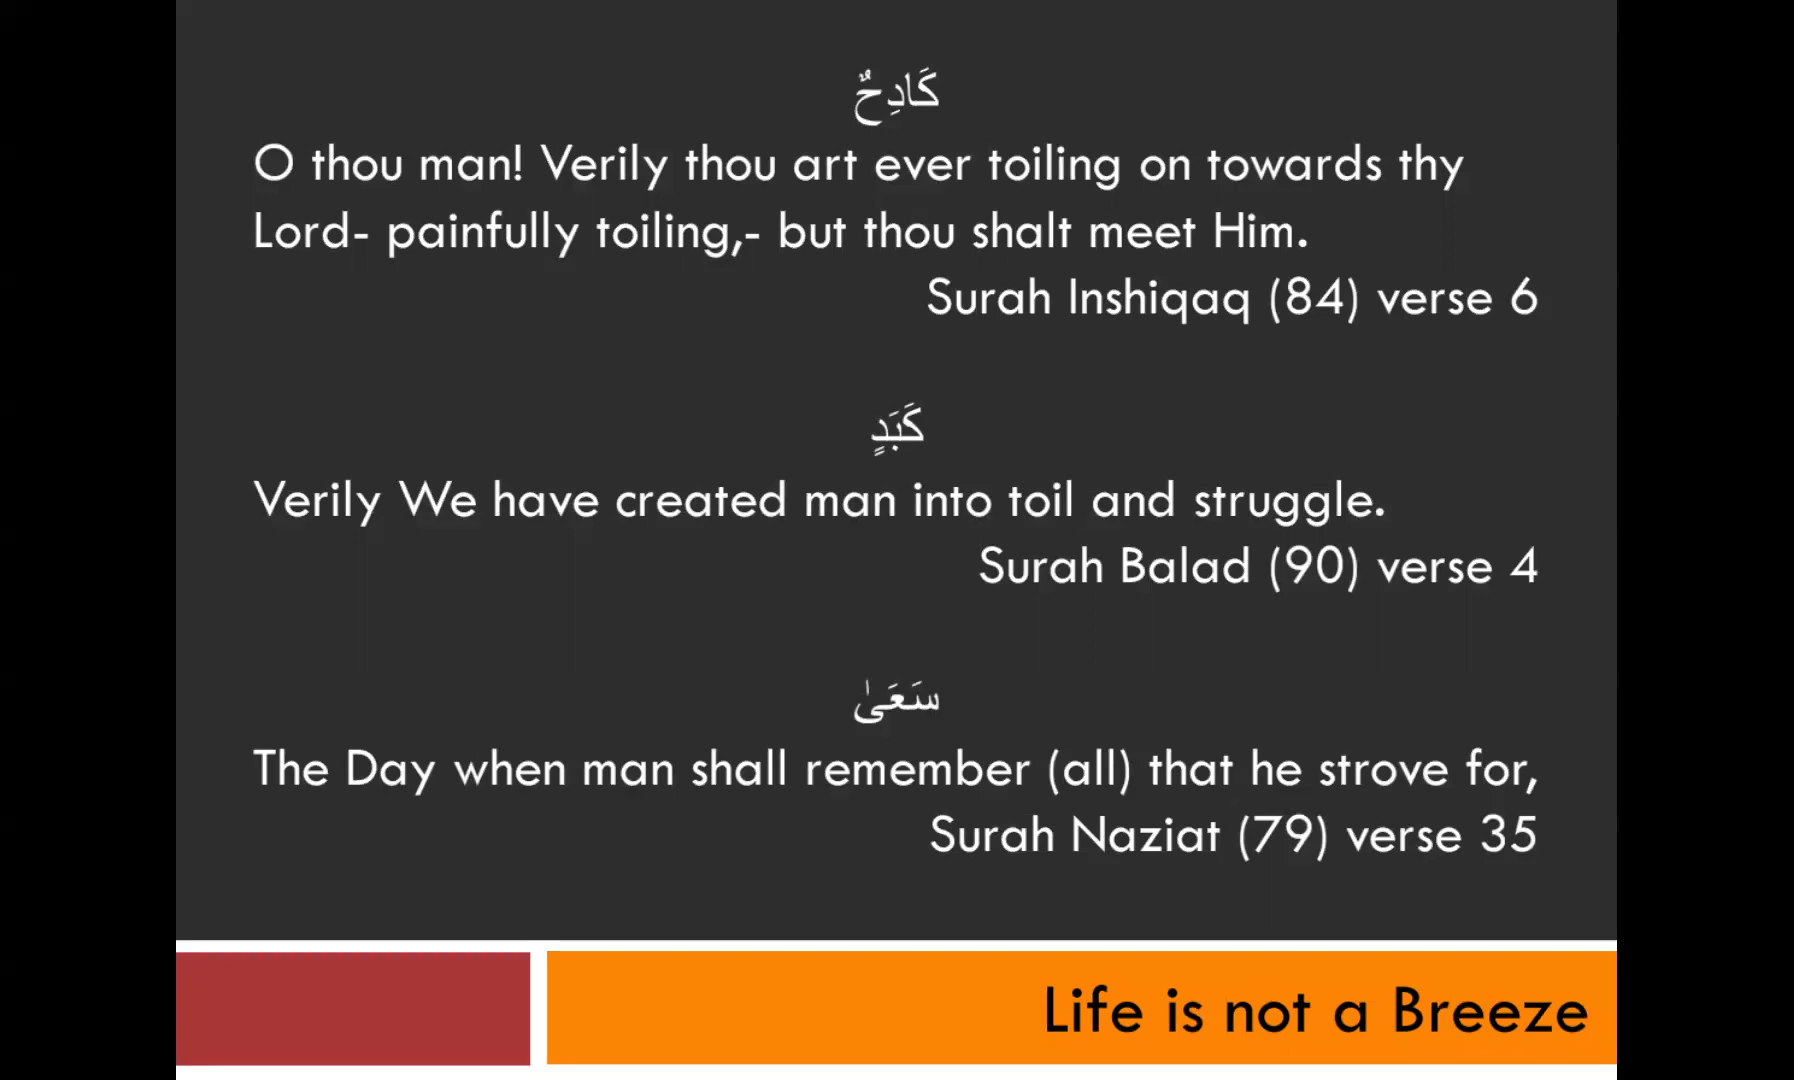 كَادِحٌ
O thou man! Verily thou art ever toiling on towards thy
Lord- painfully toiling,- but thou shalt meet Him.
Surah Inshiqaq (84) verse 6
كَبَدٍ
Verily We have created man into toil and struggle.
Surah Balad (90) verse 4
سَعَىٰ
The Day when man shall remember (all) that he strove for,
Surah Naziat (79) verse 35
Life is not a Breeze